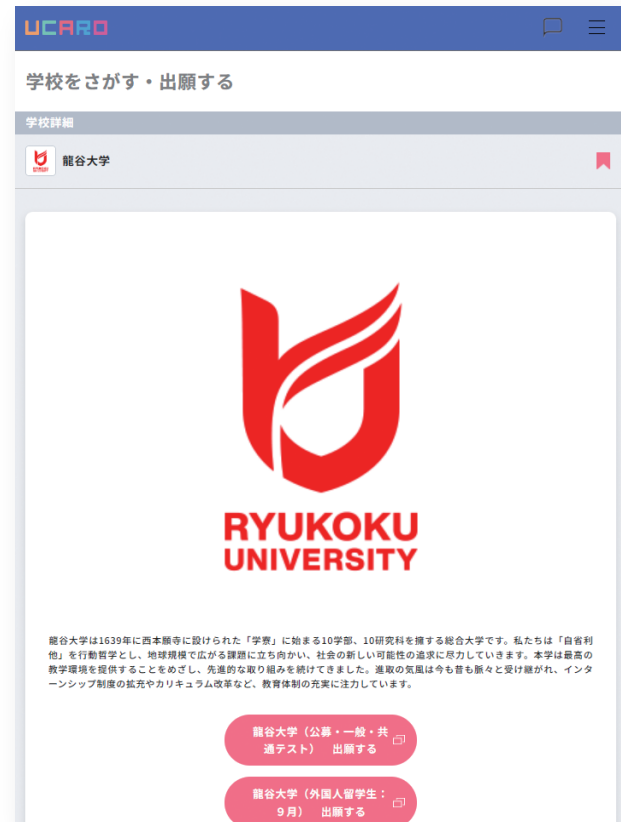 UCARO
学校をさがす・出願する
学校詳細
龍谷大学
RYUKOKU
UNIVERSITY
龍谷大学は1639年に西本願寺に設けられた「学寮」に始まる10学部、10研究科を擁する総合大学です。私たちは「自省利
他」を行動哲学とし、地球規模で広がる課題に立ち向かい、社会の新しい可能性の追求に尽力していきます。本学は最高の
教学環境を提供することをめざし、先進的な取り組みを続けてきました。進取の気風は今も昔も脈々と受け継がれ、インタ
ーンシップ制度の拡充やカリキュラム改革など、教育体制の充実に注力しています。
龍谷大学（公募・一般・共
通テスト）　出願する
龍谷大学（外国人留学生：
９月）　出願する